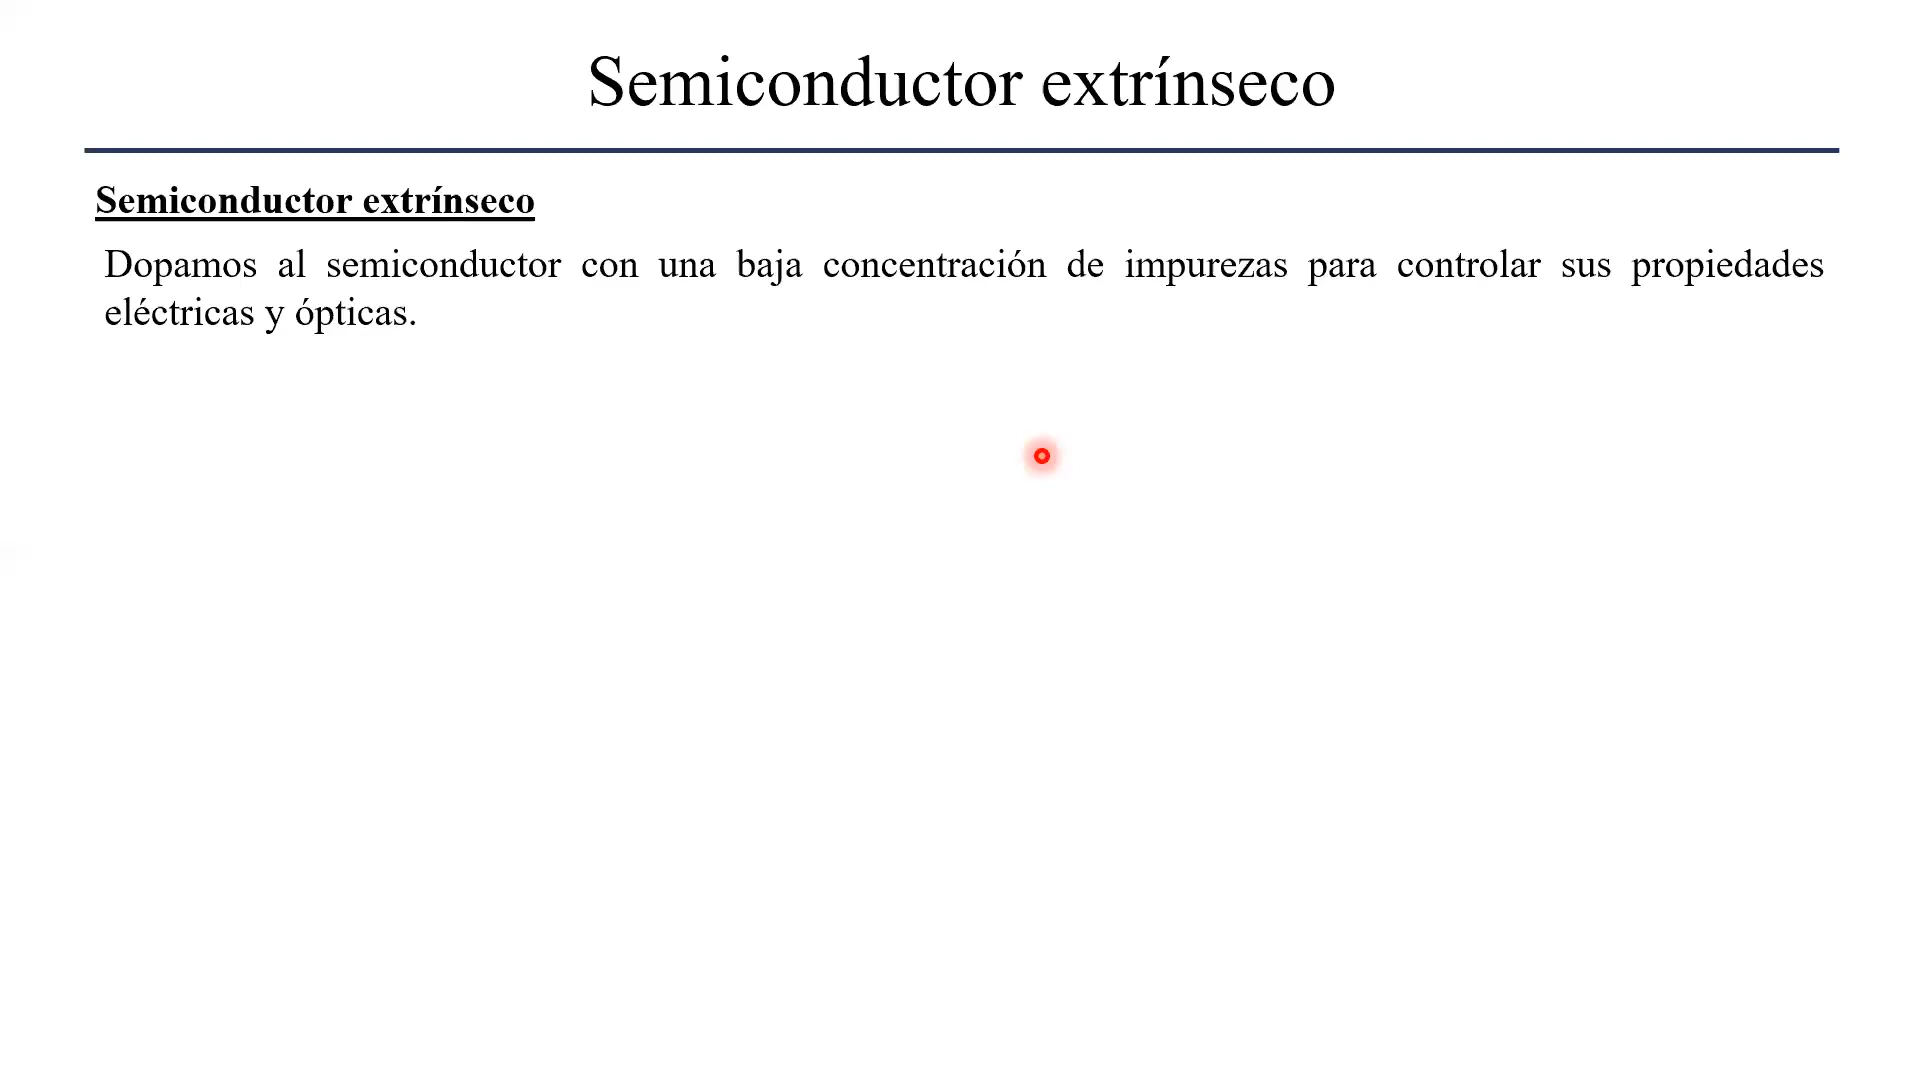 Semiconductor extrínseco
Semiconductor extrínseco
Dopamos al semiconductor con una baja concentración de impurezas para controlar sus propiedades
eléctricas y ópticas.